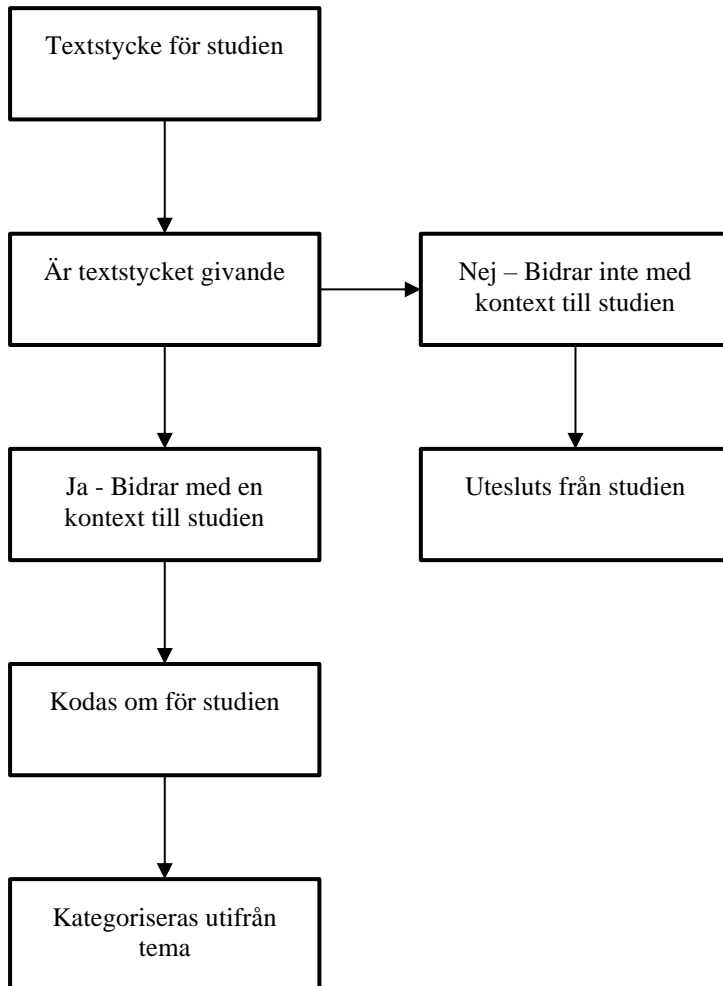 Textstycke för studien
Är textstycket givande
Nej – Bidrar inte med
kontext till studien
Ja - Bidrar med en
kontext till studien
Utesluts från studien
Kodas om för studien
Kategoriseras utifrån
tema